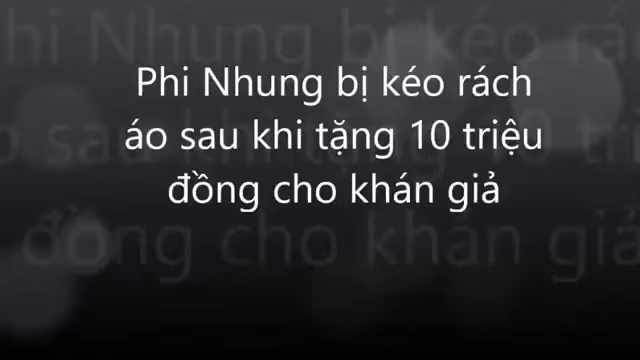 Phi Nhung bị kéo rách
áo sau khi tặng 10 triệu
đồng cho khán giả